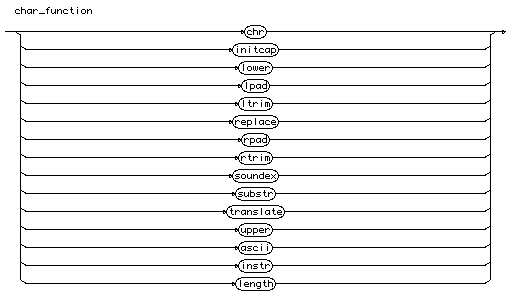 char_function
chr
initcap
lower
lpad
ltrim
replace
rpad
rtrim
soundex
substr
translate
upper
ascii
instr
length